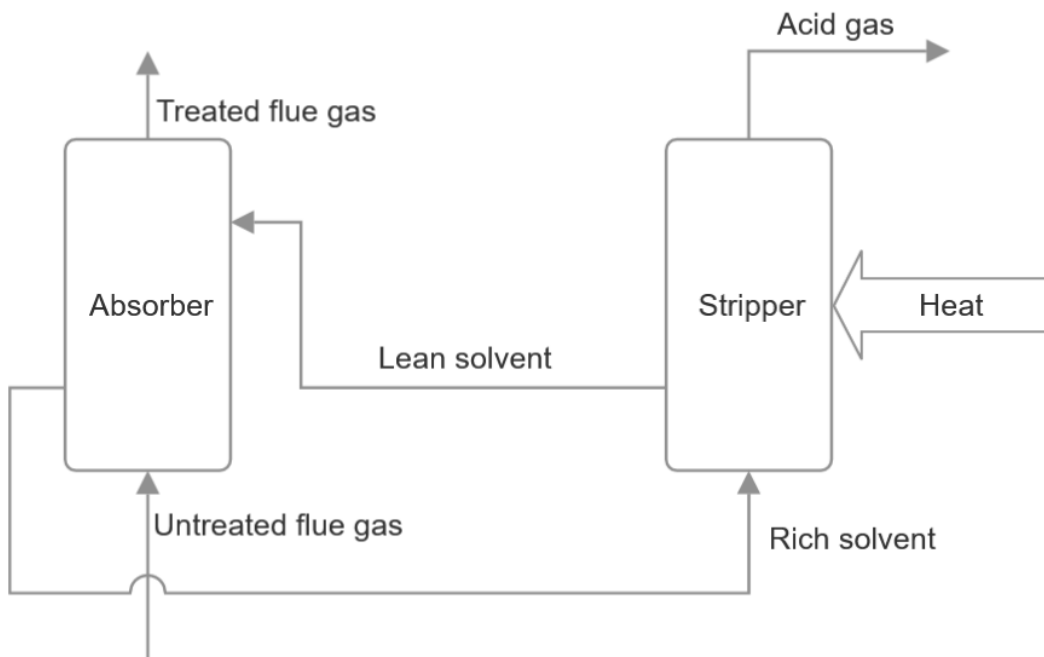 Acid gas
Treated flue gas
Absorber
Stripper
Heat
Lean solvent
Untreated flue gas
Rich solvent